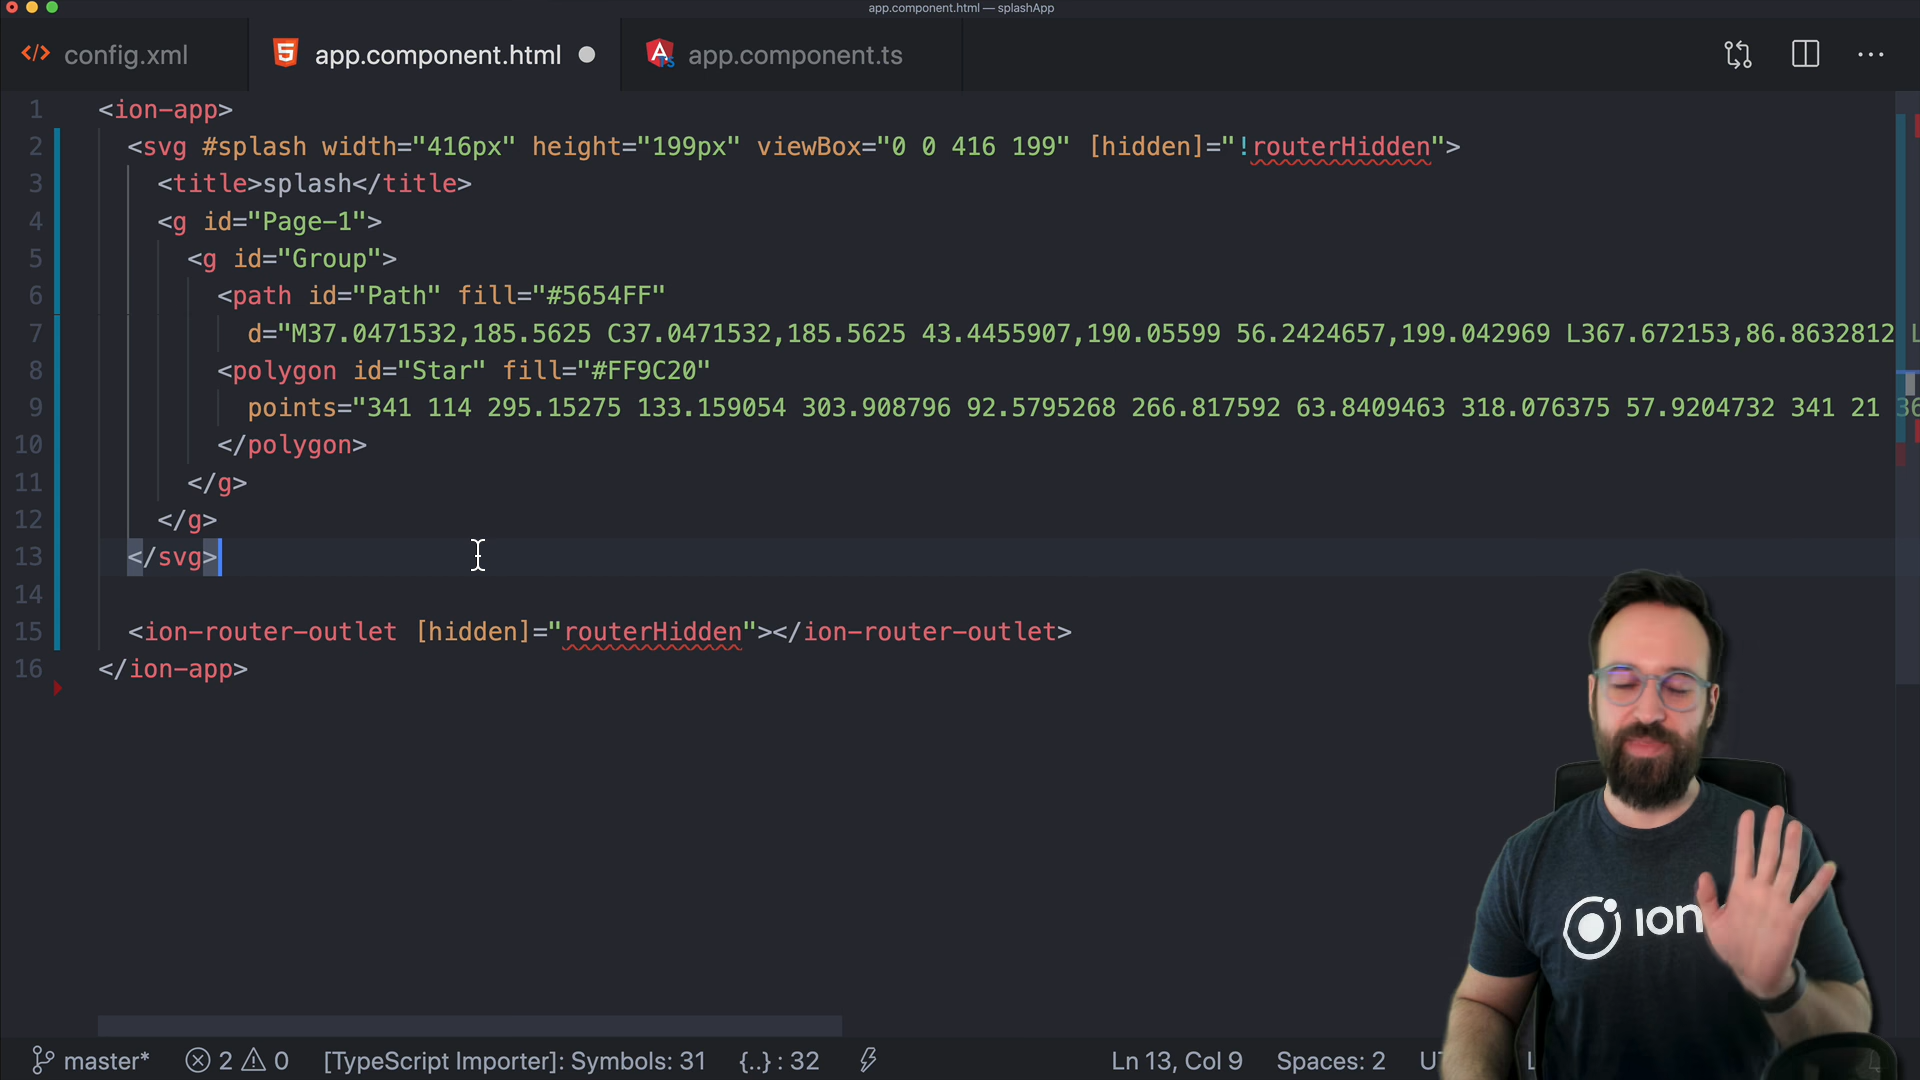 app.component.html — splashApp
config.xml
app.component.html
app.component.ts
1 <ion-app>
2 <svg #splash width="416px" height="199px" viewBox="0 0 416 199" [hidden]="!routerHidden">
3 <title>splash</title>
4 <g id="Page-1">
5 <g id="Group">
6 <path id="Path" fill="#5654FF"
7 d="M37.0471532,185.5625 C37.0471532,185.5625 43.4455907,190.05599 56.2424657,199.042969 L367.672153,86.8632812 L
8 <polygon id="Star" fill="#FF9C20"
9 points="341 114 295.15275 133.159054 303.908796 92.5795268 266.817592 63.8409463 318.076375 57.9204732 341 21 36
10 </polygon>
11 </g>
12 </g>
13 </svg>
14
15 <ion-router-outlet [hidden]="routerHidden"></ion-router-outlet>
16 </ion-app>
ion
master* 2 0 [TypeScript Importer]: Symbols: 31 {..} : 32 Ln 13, Col 9 Spaces: 2